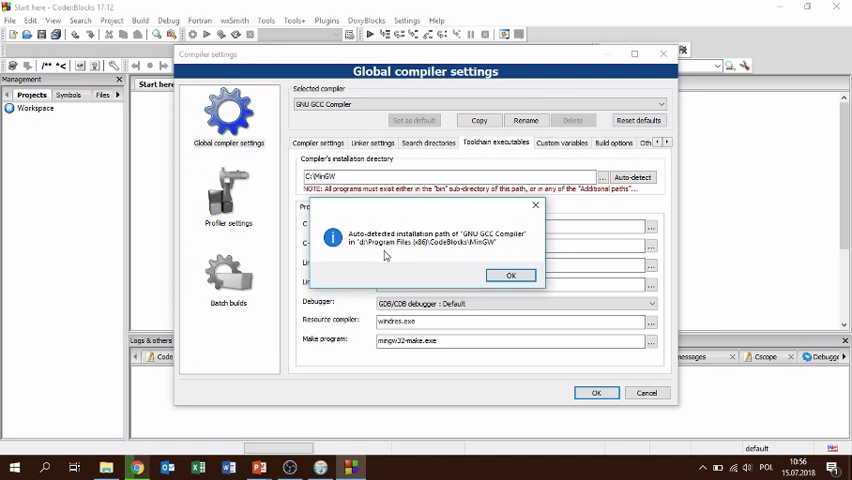 Start here - Code::Blocks 17.12
File Edit View Search Project Build Debug Fortran wxSmith Tools Tools+ Plugins DoxyBlocks Settings Help
Management
Projects Symbols Files
Workspace
Start here
Compiler settings
Global compiler settings
Global compiler settings
Profiler settings
Batch builds
Selected compiler
GNU GCC Compiler
Set as default Copy Rename Delete Reset defaults
Compiler settings Linker settings Search directories Toolchain executables Custom variables Build options Oth
Compiler's installation directory
C:\MinGW ... Auto-detect
NOTE: All programs must exist either in the "bin" sub-directory of this path, or in any of the "Additional paths"...
Auto-detected installation path of "GNU GCC Compiler"
in "d:\Program Files (x86)\CodeBlocks\MinGW"
OK
Debugger: GDB/CDB debugger : Default
Resource compiler: windres.exe ...
Make program: mingw32-make.exe ...
OK Cancel
Logs & others
Code
messages Cscope Debugge
default
POL
10:56
15.07.2018